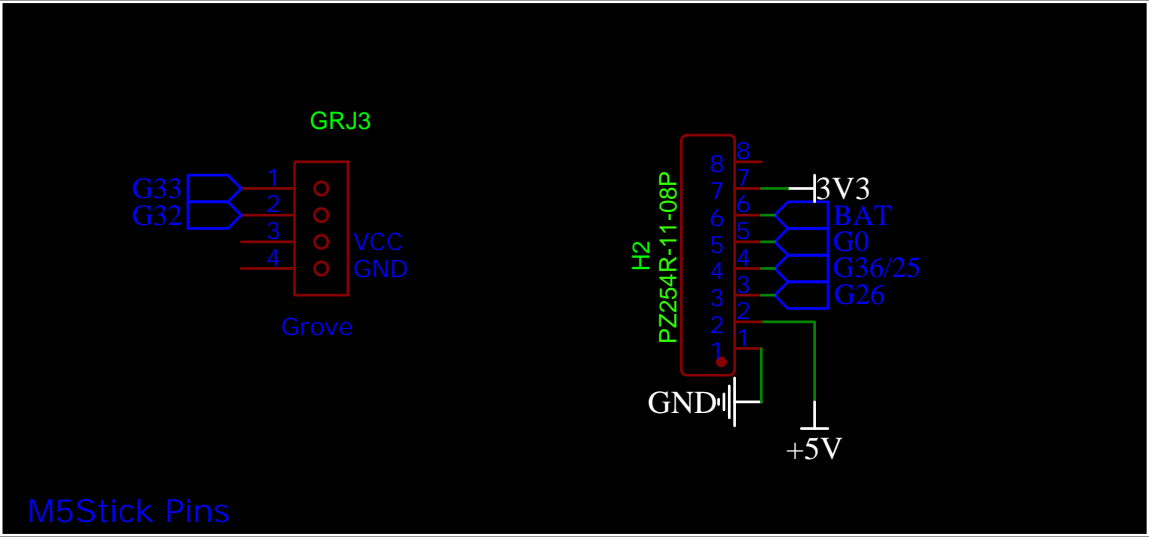 GRJ3
G33
1
G32
2
3
VCC
4
GND
Grove
H2
PZ254R-11-08P
8
8
7
7
3V3
6
6
BAT
5
5
G0
4
4
G36/25
3
3
G26
2
2
1
1
GND
+5V
M5Stick Pins